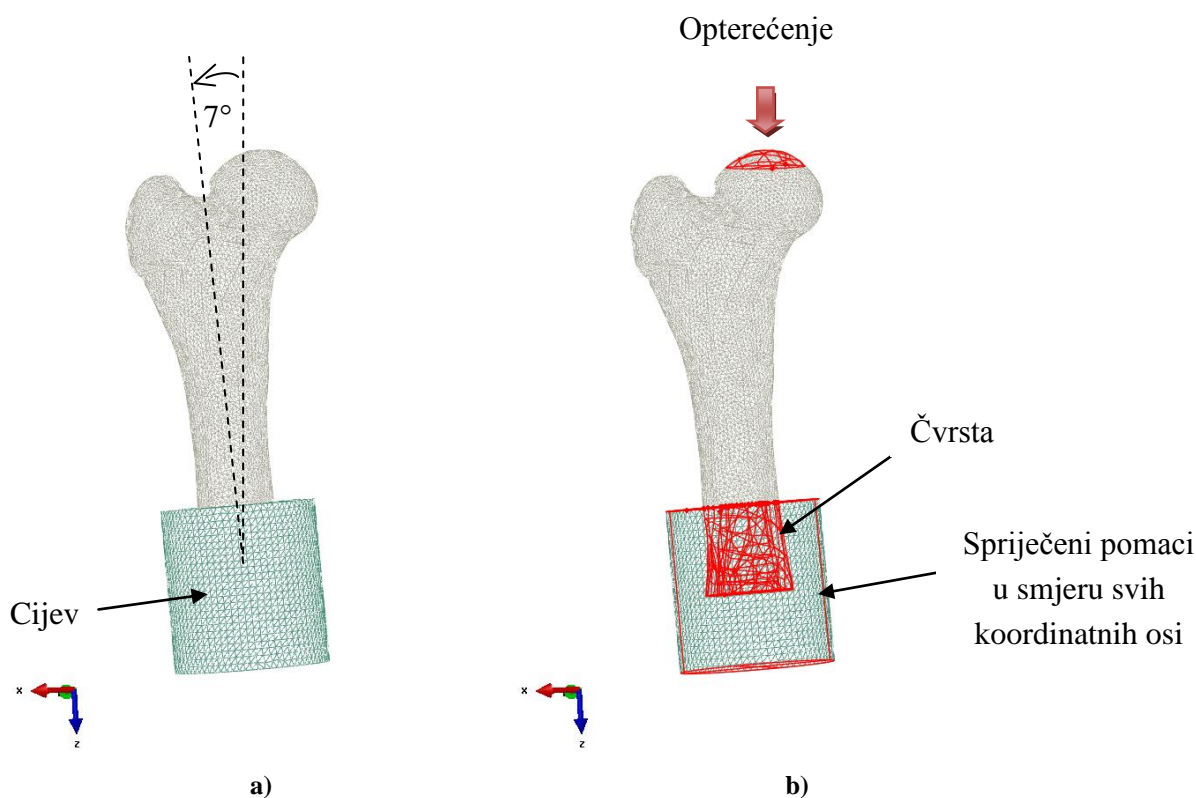 7°
Cijev
x
z
a)
Opterećenje
Čvrsta
Spriječeni pomaci
u smjeru svih
koordinatnih osi
x
z
b)